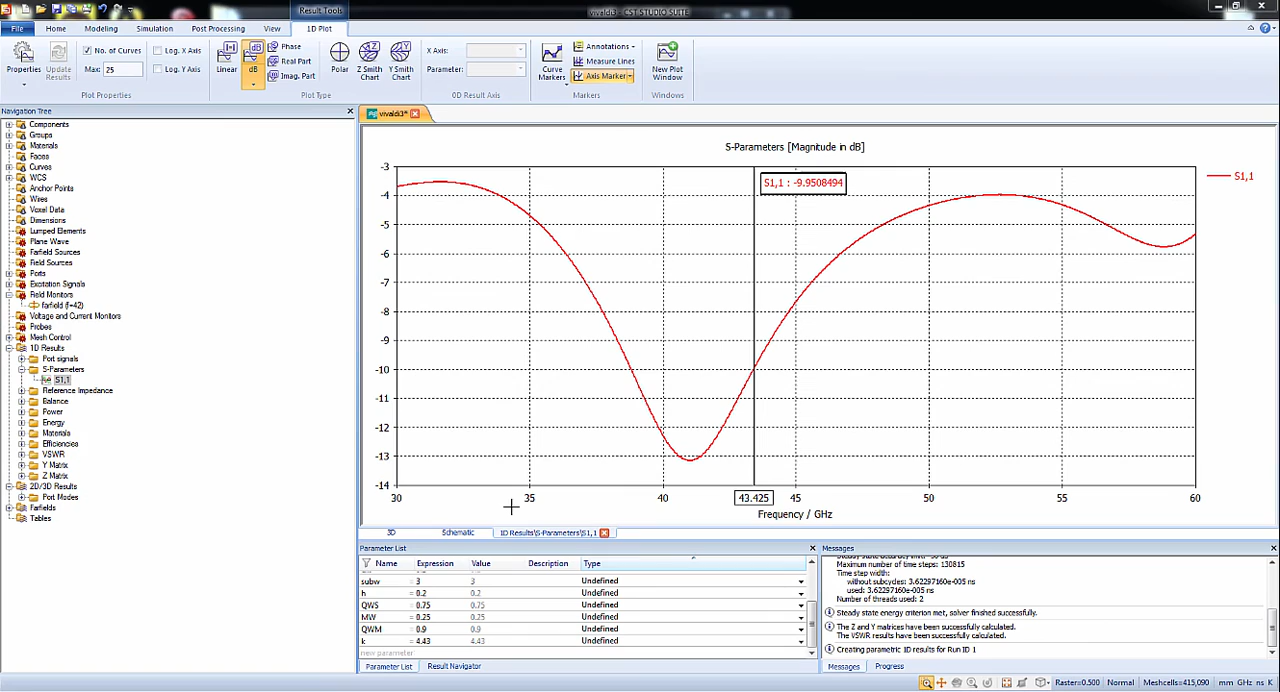 Result Tools
vivaldi3 - CST STUDIO SUITE
File Home Modeling Simulation Post Processing View 1D Plot
Properties
Update Results
No. of Curves
Max: 25
Log. X Axis
Log. Y Axis
Plot Properties
Linear
dB
Phase
Real Part
Imag. Part
Polar
Z Smith Chart
Y Smith Chart
Plot Type
X Axis:
Parameter:
0D Result Axis
Curve Markers
Annotations
Measure Lines
Axis Marker
Markers
New Plot Window
Windows
Navigation Tree
Components
Groups
Materials
Faces
Curves
WCS
Anchor Points
Wires
Voxel Data
Dimensions
Lumped Elements
Plane Wave
Farfield Sources
Field Sources
Ports
Excitation Signals
Field Monitors
farfield (f=42)
Voltage and Current Monitors
Probes
Mesh Control
1D Results
Port signals
S-Parameters
S1,1
Reference Impedance
Balance
Power
Energy
Materials
Efficiencies
VSWR
Y Matrix
Z Matrix
2D/3D Results
Port Modes
Farfields
Tables
vivaldi3*
S-Parameters [Magnitude in dB]
S1,1 : -9.9508494
S1,1
-3
-4
-5
-6
-7
-8
-9
-10
-11
-12
-13
-14
30 35 40 43.425 45 50 55 60
Frequency / GHz
3D Schematic 1D Results\S-Parameters\S1,1
Parameter List
Name Expression Value Description Type
subw = 3 3 Undefined
h = 0.2 0.2 Undefined
QWS = 0.75 0.75 Undefined
MW = 0.25 0.25 Undefined
QWM = 0.9 0.9 Undefined
k = 4.43 4.43 Undefined
new parameter
Parameter List Result Navigator
Messages
Maximum number of time steps: 130815
Time step width:
without subcycles: 3.62297160e-005 ns
used: 3.62297160e-005 ns
Number of threads used: 2
Steady state energy criterion met, solver finished successfully.
The Z and Y matrices have been successfully calculated.
The VSWR results have been successfully calculated.
Creating parametric 1D results for Run ID 1
Messages Progress
Raster=0.500 Normal Meshcells=415,090 mm GHz ns K